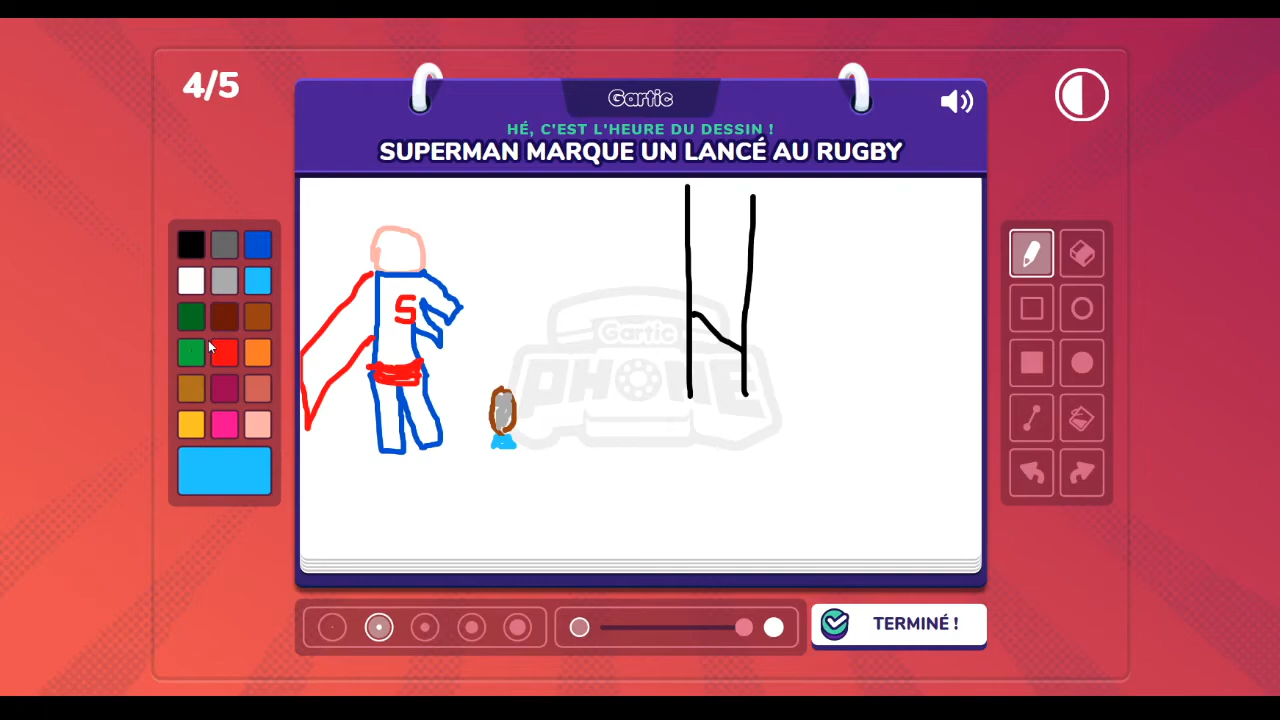 4/5
Gartic
HÉ, C'EST L'HEURE DU DESSIN !
SUPERMAN MARQUE UN LANCÉ AU RUGBY
S
Gartic
PHONE
TERMINÉ !